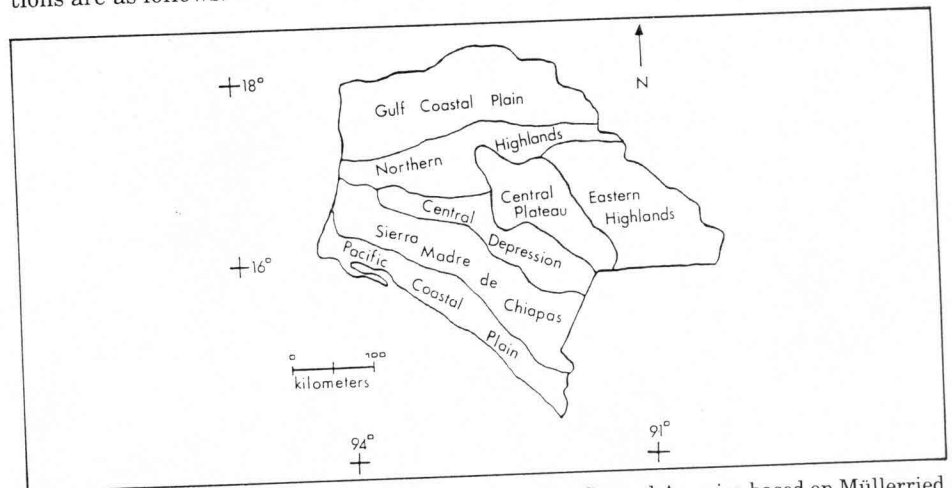 tions are as follows:
N
18°
Gulf Coastal Plain
Northern Highlands
Central Plateau
Eastern Highlands
Central Depression
Sierra Madre de Chiapas
Pacific Coastal Plain
16°
0 100
kilometers
94°
91°
based on Müllerried